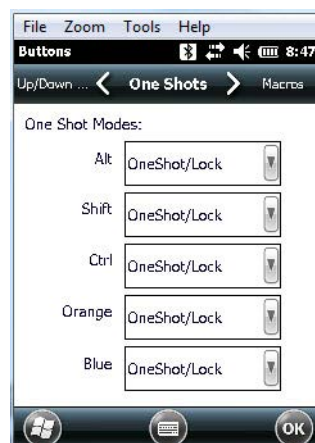 File Zoom Tools Help
Buttons 8:47
Up/Down ... One Shots Macros
One Shot Modes:
Alt OneShot/Lock
Shift OneShot/Lock
Ctrl OneShot/Lock
Orange OneShot/Lock
Blue OneShot/Lock
OK